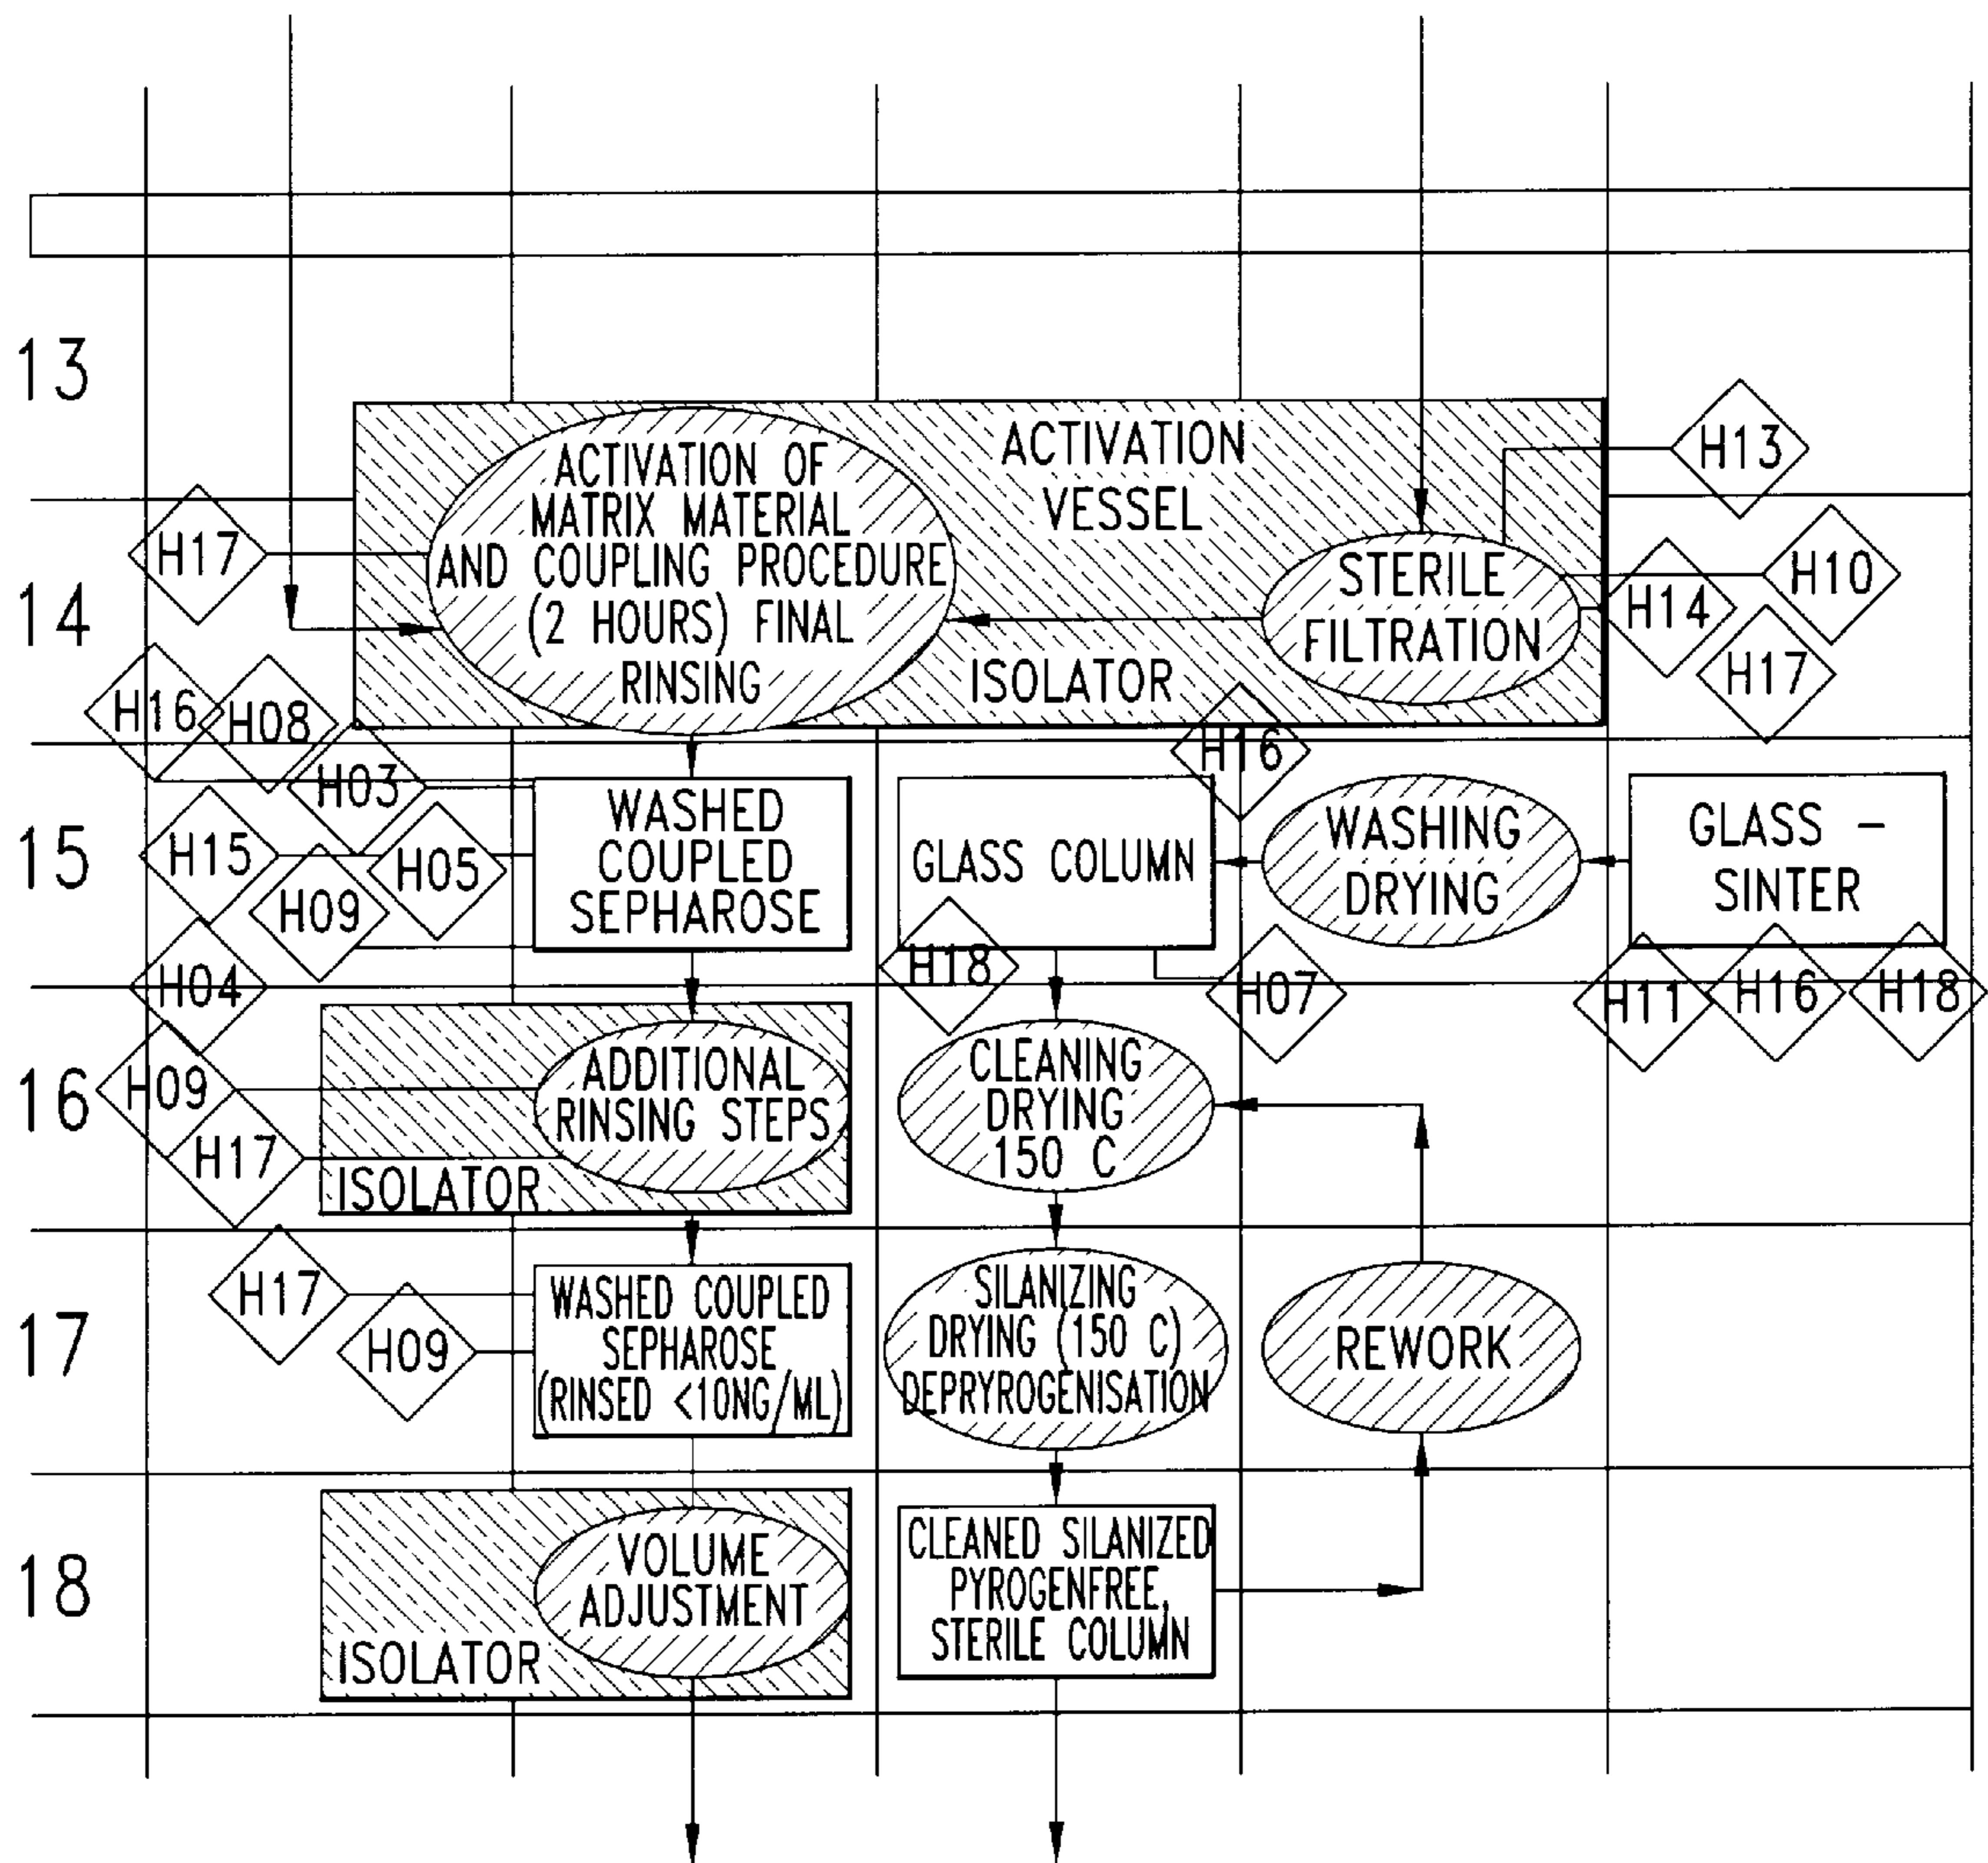 13
ACTIVATION OF
MATRIX MATERIAL
AND COUPLING PROCEDURE
(2 HOURS) FINAL
RINSING
ACTIVATION
VESSEL
ISOLATOR
H13
14
H17
STERILE
FILTRATION
H10
H14
H17
H16
H08
H03
H16
15
H15
H09
H05
H04
WASHED
COUPLED
SEPHAROSE
GLASS COLUMN
WASHING
DRYING
GLASS -
SINTER
H18
H07
H11
H16
H18
16
H09
H17
ADDITIONAL
RINSING STEPS
ISOLATOR
CLEANING
DRYING
150 C
17
H17
H09
WASHED COUPLED
SEPHAROSE
(RINSED <10NG/ML)
SILANIZING
DRYING (150 C)
DEPRYROGENISATION
REWORK
18
VOLUME
ADJUSTMENT
ISOLATOR
CLEANED SILANIZED
PYROGENFREE,
STERILE COLUMN